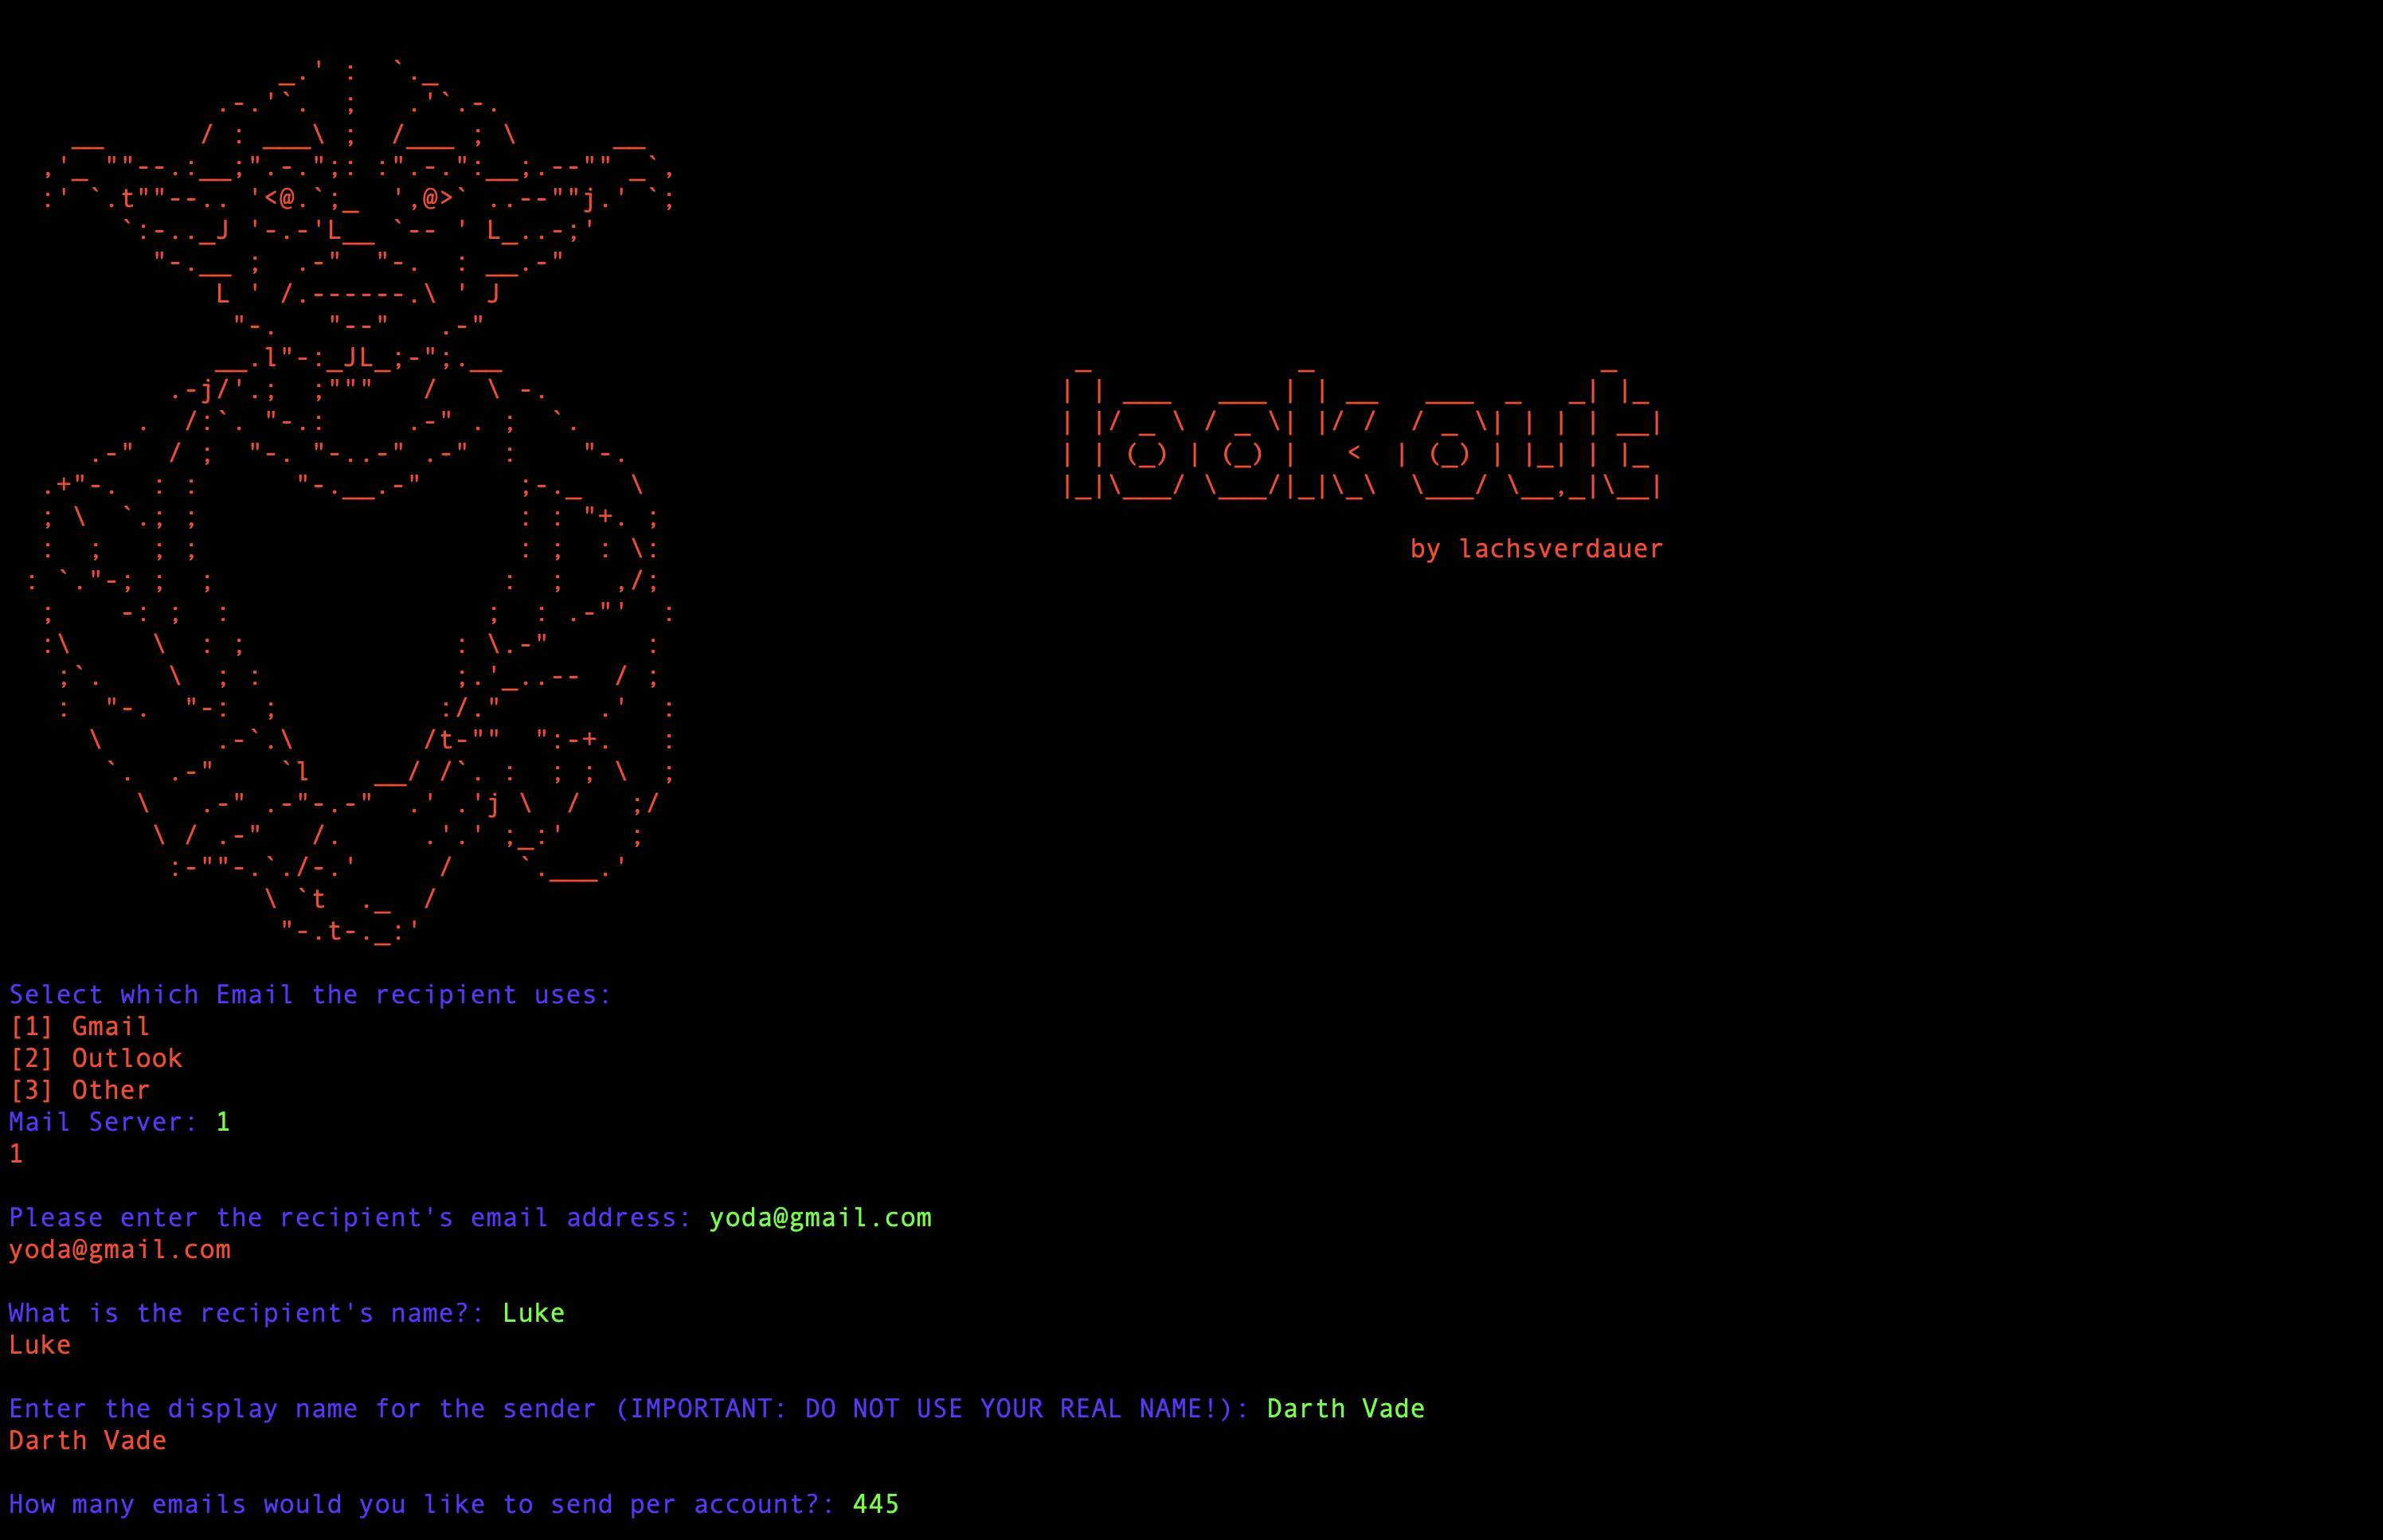 look out
by lachsverdauer
Select which Email the recipient uses:
[1] Gmail
[2] Outlook
[3] Other
Mail Server: 1
1
Please enter the recipient's email address: yoda@gmail.com
yoda@gmail.com
What is the recipient's name?: Luke
Luke
Enter the display name for the sender (IMPORTANT: DO NOT USE YOUR REAL NAME!): Darth Vade
Darth Vade
How many emails would you like to send per account?: 445